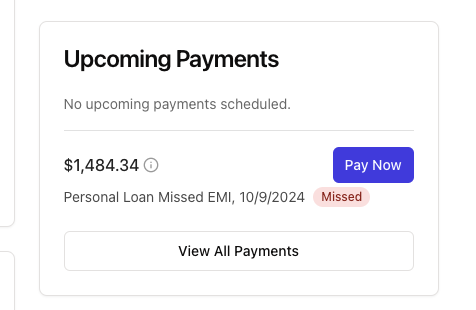 Upcoming Payments
No upcoming payments scheduled.
$1,484.34
Pay Now
Personal Loan Missed EMI, 10/9/2024 Missed
View All Payments